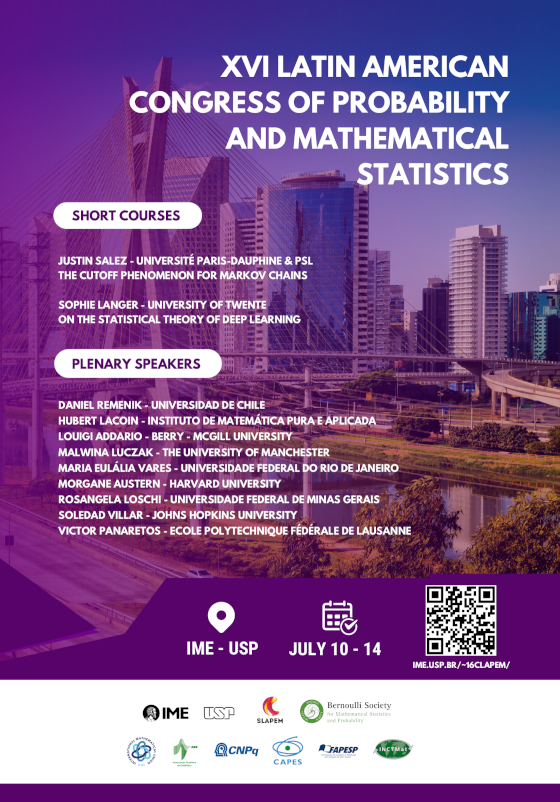 XVI LATIN AMERICAN
CONGRESS OF PROBABILITY
AND MATHEMATICAL
STATISTICS
SHORT COURSES
JUSTIN SALEZ - UNIVERSITÉ PARIS-DAUPHINE & PSL
THE CUTOFF PHENOMENON FOR MARKOV CHAINS
SOPHIE LANGER - UNIVERSITY OF TWENTE
ON THE STATISTICAL THEORY OF DEEP LEARNING
PLENARY SPEAKERS
DANIEL REMENIK - UNIVERSIDAD DE CHILE
HUBERT LACOIN - INSTITUTO DE MATEMÁTICA PURA E APLICADA
LOUIGI ADDARIO - BERRY - MCGILL UNIVERSITY
MALWINA LUCZAK - THE UNIVERSITY OF MANCHESTER
MARIA EULÁLIA VARES - UNIVERSIDADE FEDERAL DO RIO DE JANEIRO
MORGANE AUSTERN - HARVARD UNIVERSITY
ROSANGELA LOSCHI - UNIVERSIDADE FEDERAL DE MINAS GERAIS
SOLEDAD VILLAR - JOHNS HOPKINS UNIVERSITY
VICTOR PANARETOS - ECOLE POLYTECHNIQUE FÉDÉRALE DE LAUSANNE
IME - USP
JULY 10 - 14
IME.USP.BR/~16CLAPEM/
IME
USP
SLAPEM
Bernoulli Society
for Mathematical Statistics
and Probability
CNPq
CAPES
FAPESP
INCTMat